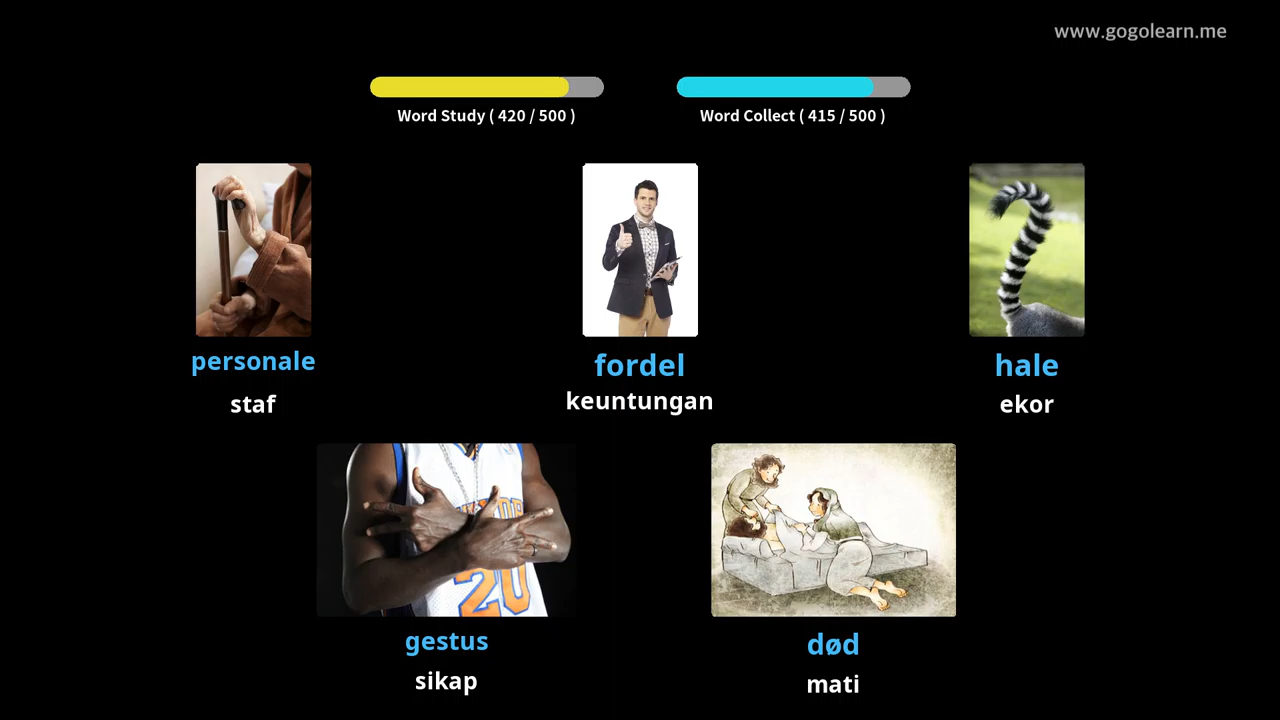 www.gogolearn.me
Word Study ( 420 / 500 )
Word Collect ( 415 / 500 )
personale
fordel
hale
staf
keuntungan
ekor
20
gestus
død
sikap
mati